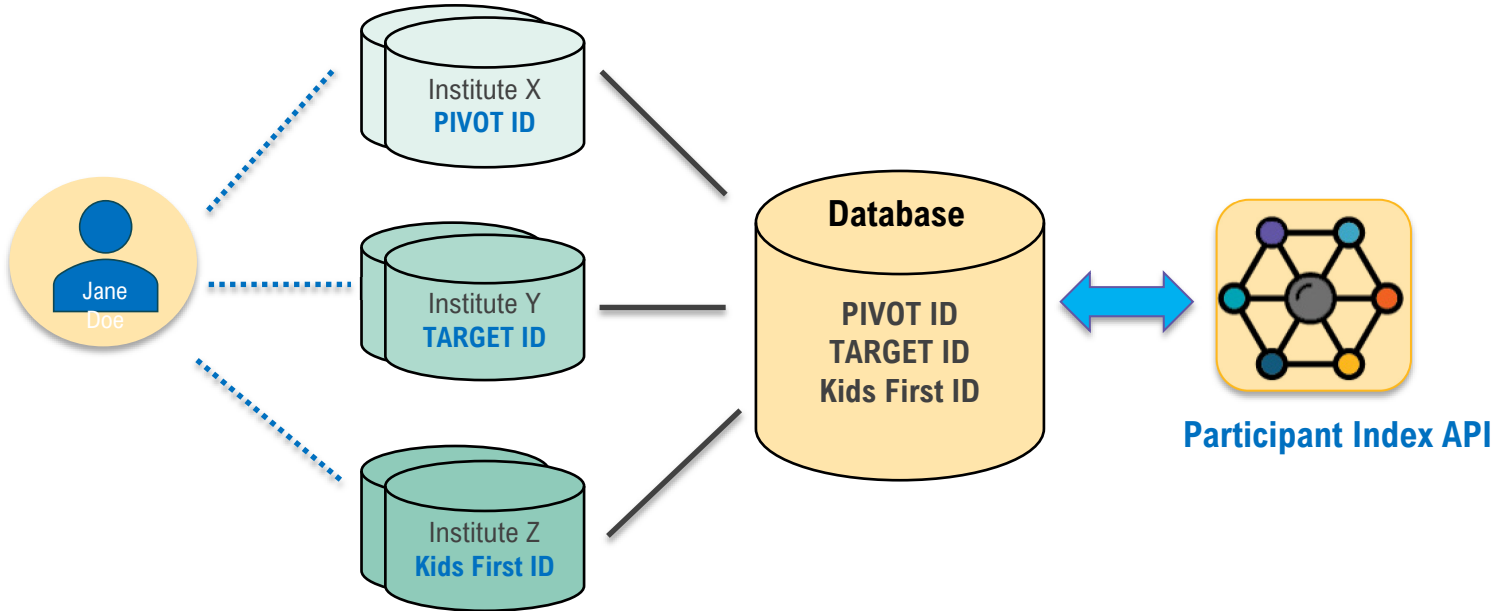 Jane
Doe
Institute X
PIVOT ID
Institute Y
TARGET ID
Institute Z
Kids First ID
Database
PIVOT ID
TARGET ID
Kids First ID
Participant Index API